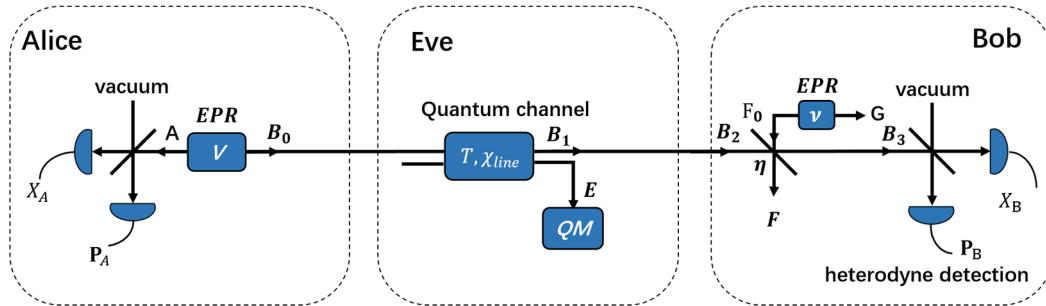 Alice
vacuum
EPR
A
V
B₀
X_A
P_A
Eve
Quantum channel
T, χ_line
B₁
E
QM
Bob
B₂
EPR
F₀
ν
G
vacuum
B₃
η
F
X_B
P_B
heterodyne detection